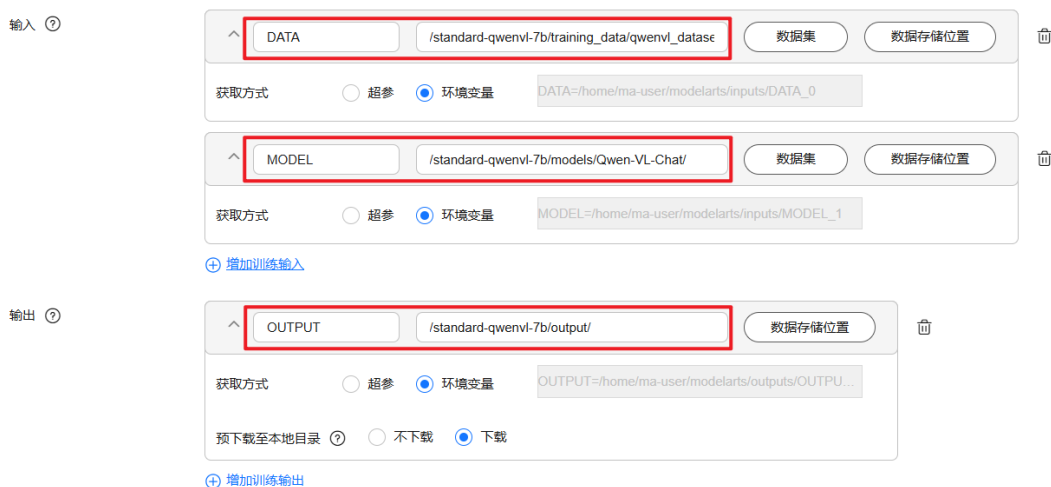 输入 ?
DATA /standard-qwenvl-7b/training_data/qwenvl_datase 数据集 数据存储位置
获取方式 超参 环境变量 DATA=/home/ma-user/modelarts/inputs/DATA_0
MODEL /standard-qwenvl-7b/models/Qwen-VL-Chat/ 数据集 数据存储位置
获取方式 超参 环境变量 MODEL=/home/ma-user/modelarts/inputs/MODEL_1
增加训练输入
输出 ?
OUTPUT /standard-qwenvl-7b/output/ 数据存储位置
获取方式 超参 环境变量 OUTPUT=/home/ma-user/modelarts/outputs/OUTPU...
预下载至本地目录 ? 不下载 下载
增加训练输出